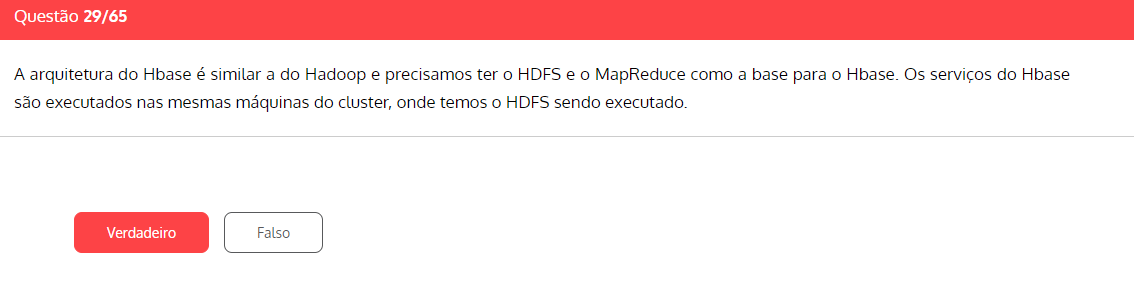 Questão 29/65
A arquitetura do Hbase é similar a do Hadoop e precisamos ter o HDFS e o MapReduce como a base para o Hbase. Os serviços do Hbase
são executados nas mesmas máquinas do cluster, onde temos o HDFS sendo executado.
Verdadeiro
Falso